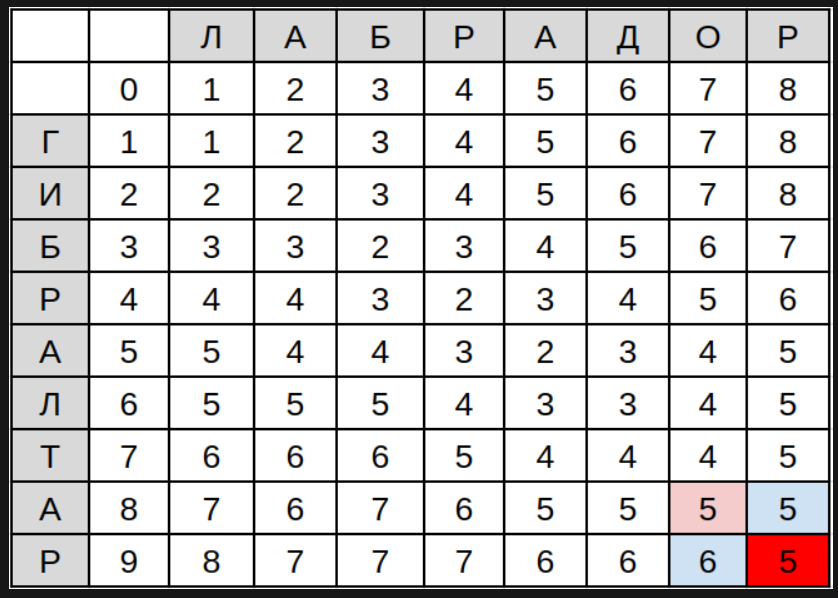 Л А Б Р А Д О Р
0 1 2 3 4 5 6 7 8
Г 1 1 2 3 4 5 6 7 8
И 2 2 2 3 4 5 6 7 8
Б 3 3 3 2 3 4 5 6 7
Р 4 4 4 3 2 3 4 5 6
А 5 5 4 4 3 2 3 4 5
Л 6 5 5 5 4 3 3 4 5
Т 7 6 6 6 5 4 4 4 5
А 8 7 6 7 6 5 5 5 5
Р 9 8 7 7 7 6 6 6 5